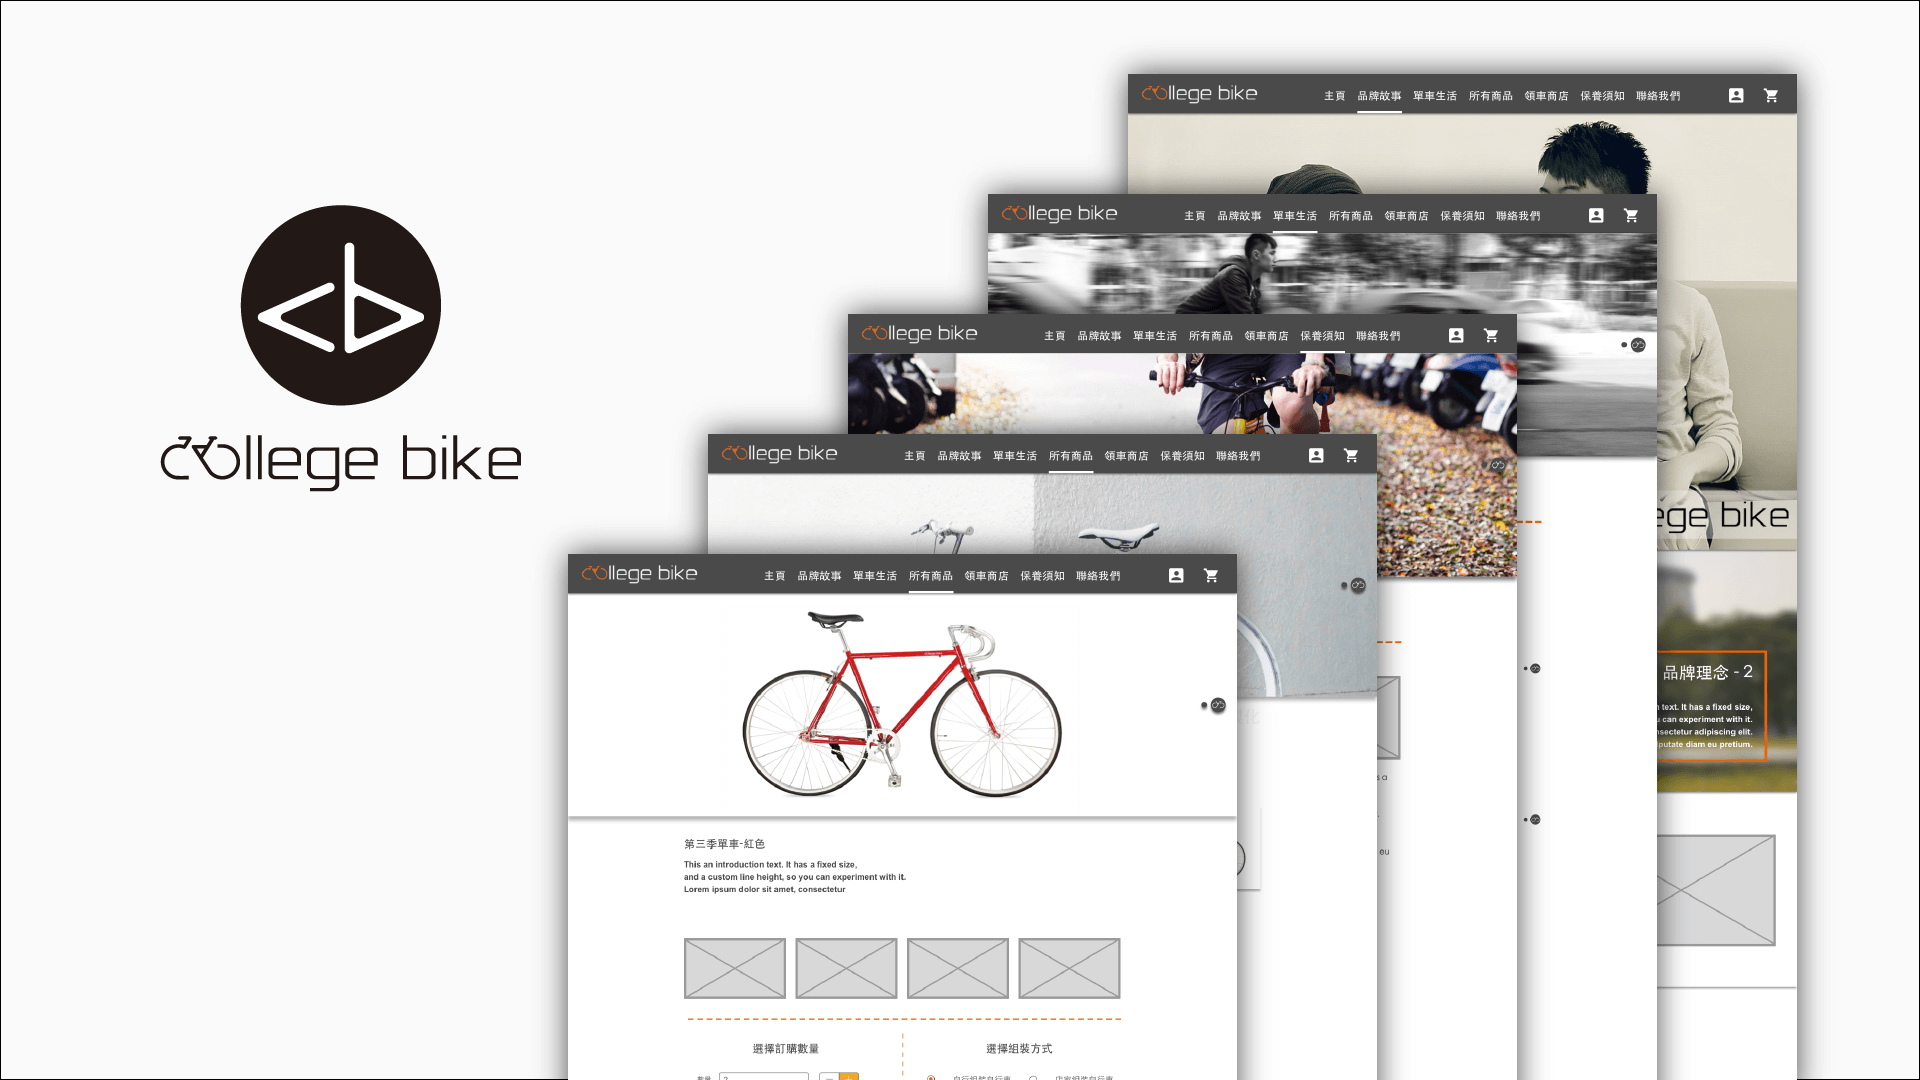 college bike
college bike
主頁 品牌故事 單車生活 所有商品 領車商店 保養須知 聯絡我們
ege bike
品牌理念 - 2
text. It has a fixed size,
can experiment with it.
nsectetur adipiscing elit.
putate diam eu pretium.
college bike
主頁 品牌故事 單車生活 所有商品 領車商店 保養須知 聯絡我們
college bike
主頁 品牌故事 單車生活 所有商品 領車商店 保養須知 聯絡我們
s a
eu
college bike
主頁 品牌故事 單車生活 所有商品 領車商店 保養須知 聯絡我們
college bike
主頁 品牌故事 單車生活 所有商品 領車商店 保養須知 聯絡我們
第三季單車-紅色
This an introduction text. It has a fixed size,
and a custom line height, so you can experiment with it.
Lorem ipsum dolor sit amet, consectetur
選擇訂購數量
選擇組裝方式